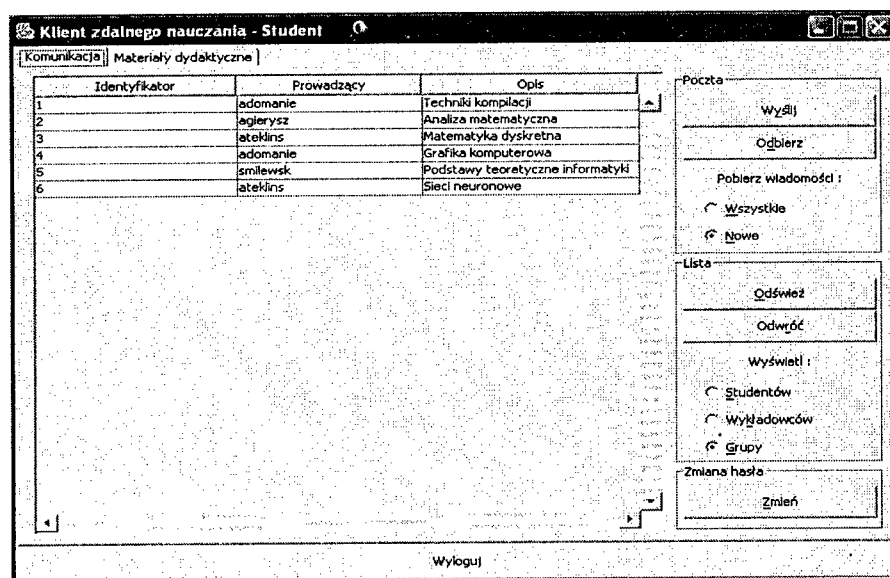 Klient zdalnego nauczania - Student
Komunikacja Materiały dydaktyczne
Identyfikator Prowadzący Opis
1 adomanie Techniki kompilacji
2 agierysz Analiza matematyczna
3 ateklins Matematyka dyskretna
4 adomanie Grafika komputerowa
5 smilewsk Podstawy teoretyczne informatyki
6 ateklins Sieci neuronowe
Poczta
Wyślij
Odbierz
Pobierz wiadomości :
Wszystkie
Nowe
Lista
Odśwież
Odwróć
Wyświetl :
Studentów
Wykładowców
Grupy
Zmiana hasła
Zmień
Wyloguj